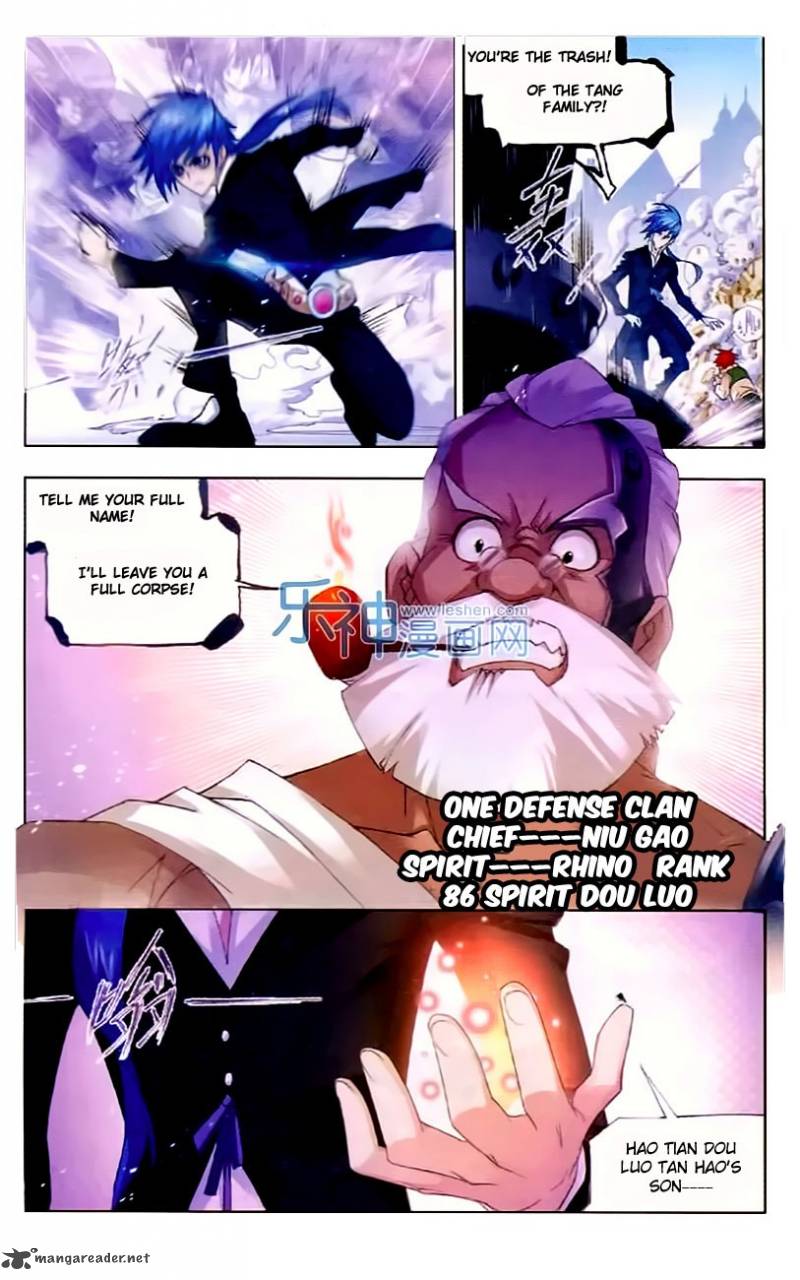 YOU'RE THE TRASH!
OF THE TANG
FAMILY?!
轰
TELL ME YOUR FULL
NAME!
I'LL LEAVE YOU A
FULL CORPSE!
乐神漫画网
www.leshen.com
ONE DEFENSE CLAN
CHIEF---NIU GAO
SPIRIT---RHINO RANK
86 SPIRIT DOU LUO
HAO TIAN DOU
LUO TAN HAO'S
SON----
mangareader.net